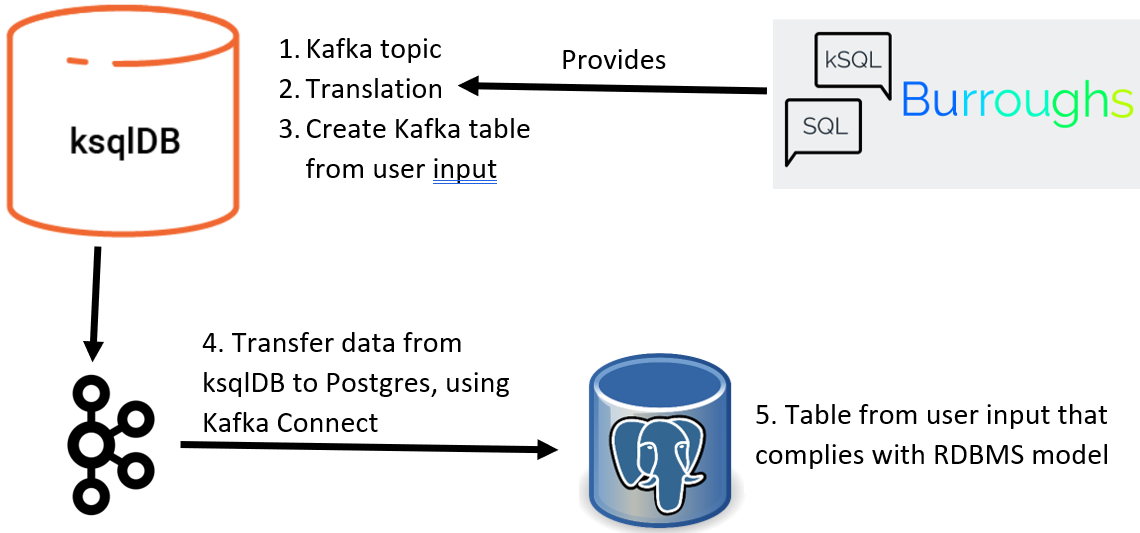 ksqlDB
1. Kafka topic
2. Translation
3. Create Kafka table
from user input
Provides
kSQL
SQL
Burroughs
4. Transfer data from
ksqlDB to Postgres, using
Kafka Connect
5. Table from user input that
complies with RDBMS model